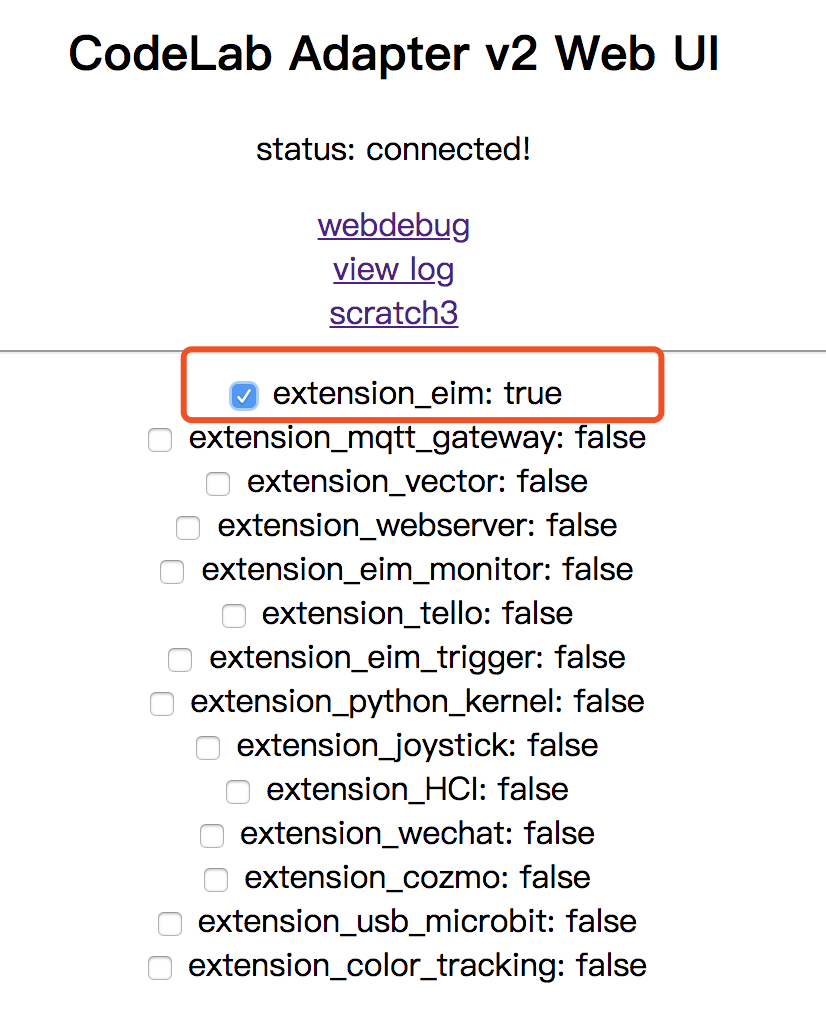 CodeLab Adapter v2 Web UI
status: connected!
webdebug
view log
scratch3
extension_eim: true
extension_mqtt_gateway: false
extension_vector: false
extension_webserver: false
extension_eim_monitor: false
extension_tello: false
extension_eim_trigger: false
extension_python_kernel: false
extension_joystick: false
extension_HCI: false
extension_wechat: false
extension_cozmo: false
extension_usb_microbit: false
extension_color_tracking: false